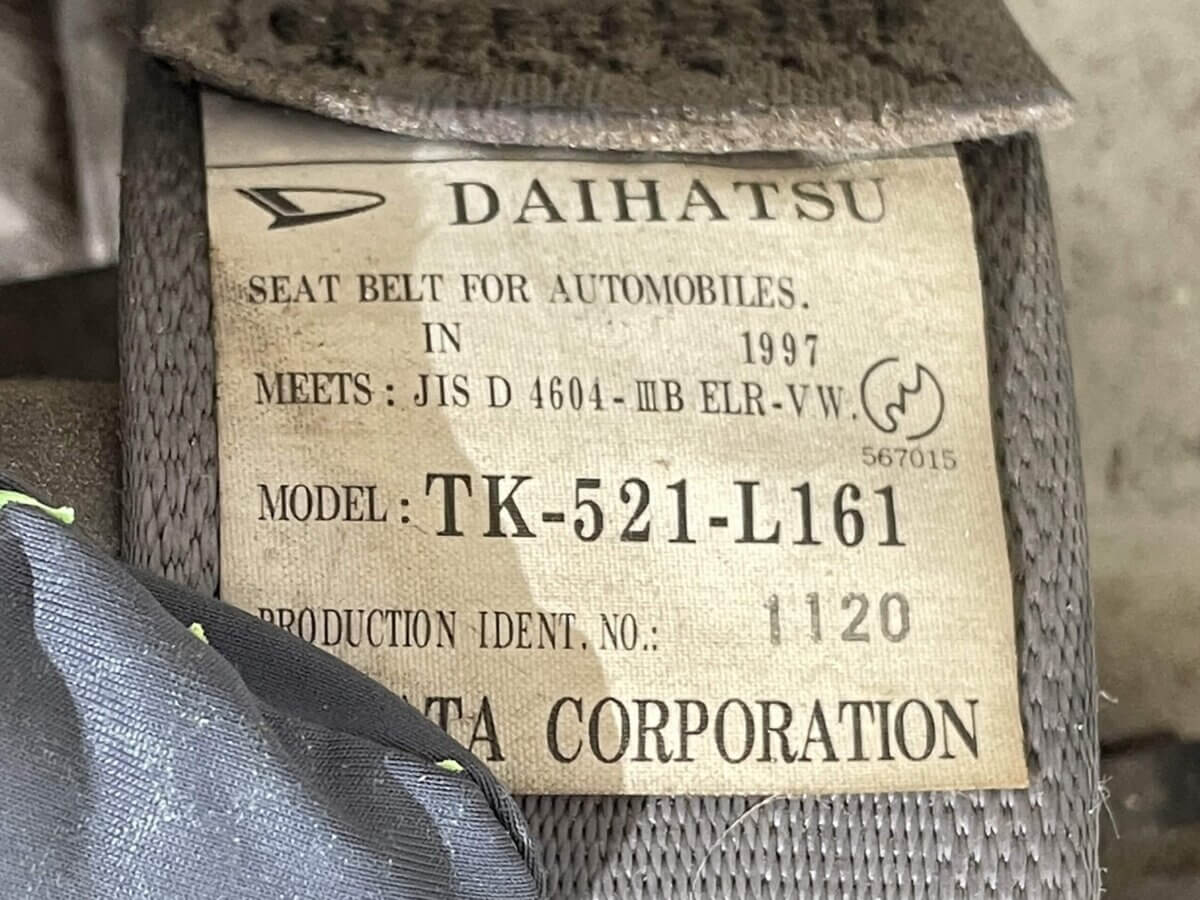 DAIHATSU
SEAT BELT FOR AUTOMOBILES.
IN 1997
MEETS: JIS D 4604-ⅢB ELR-VW.
567015
MODEL: TK-521-L161
PRODUCTION IDENT. NO.: 1120
CORPORATION